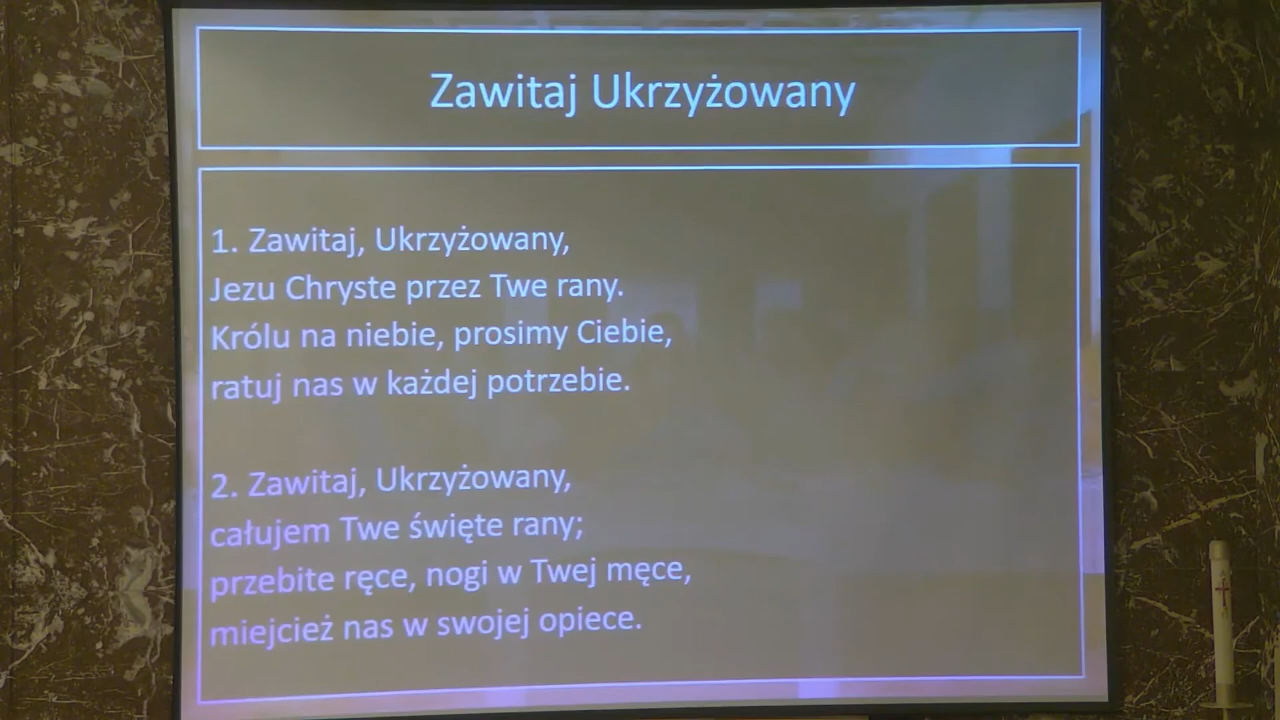 Zawitaj Ukrzyżowany
1. Zawitaj, Ukrzyżowany,
Jezu Chryste przez Twe rany.
Królu na niebie, prosimy Ciebie,
ratuj nas w każdej potrzebie.
2. Zawitaj, Ukrzyżowany,
całujem Twe święte rany;
przebite ręce, nogi w Twej męce,
miejcież nas w swojej opiece.